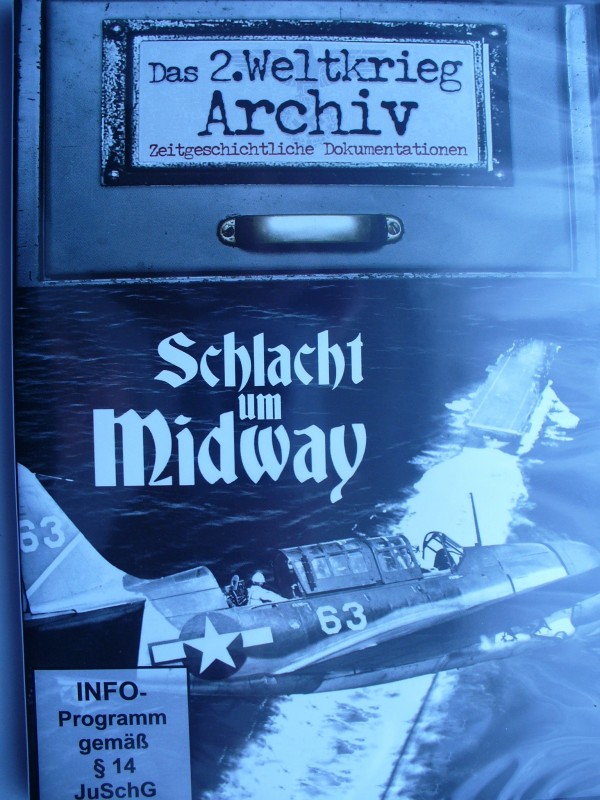 Das 2.Weltkrieg
Archiv
Zeitgeschichtliche Dokumentationen
Schlacht
um
Midway
63
63
INFO-
Programm
gemäß
§ 14
JuSchG